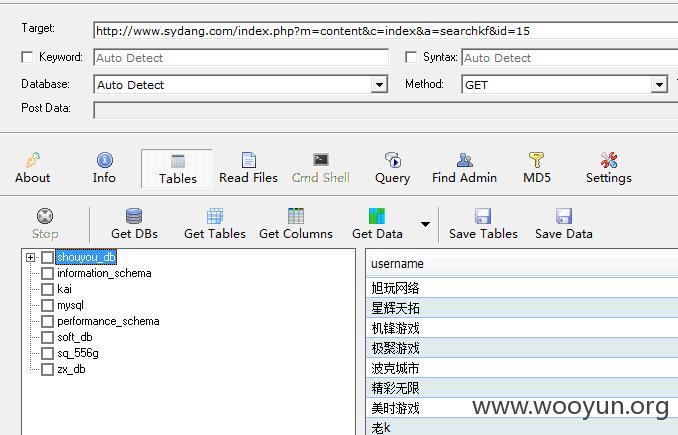 Target: http://www.sydang.com/index.php?m=content&c=index&a=searchkf&id=15
Keyword: Auto Detect Syntax: Auto Detect
Database: Auto Detect Method: GET
Post Data:
About Info Tables Read Files Cmd Shell Query Find Admin MD5 Settings
Stop Get DBs Get Tables Get Columns Get Data Save Tables Save Data
shouyou_db
information_schema
kai
mysql
performance_schema
soft_db
sq_556g
zx_db
username
旭玩网络
星辉天拓
机锋游戏
极聚游戏
波克城市
精彩无限
美时游戏
老k
www.wooyun.org